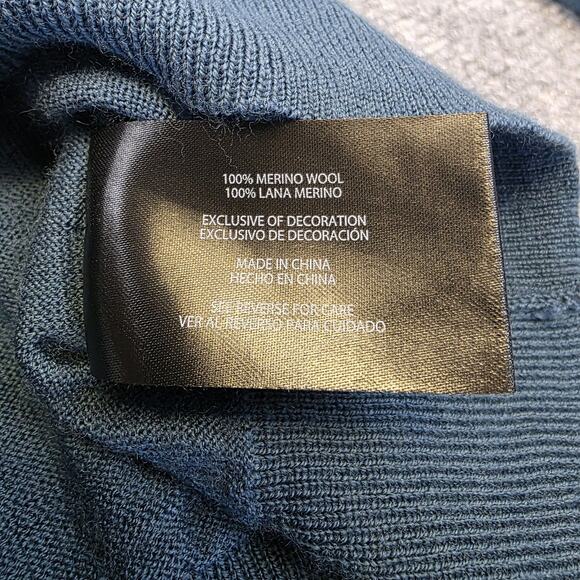 100% MERINO WOOL
100% LANA MERINO
EXCLUSIVE OF DECORATION
EXCLUSIVO DE DECORACIÓN
MADE IN CHINA
HECHO EN CHINA
SEE REVERSE FOR CARE
VER AL REVERSO PARA CUIDADO